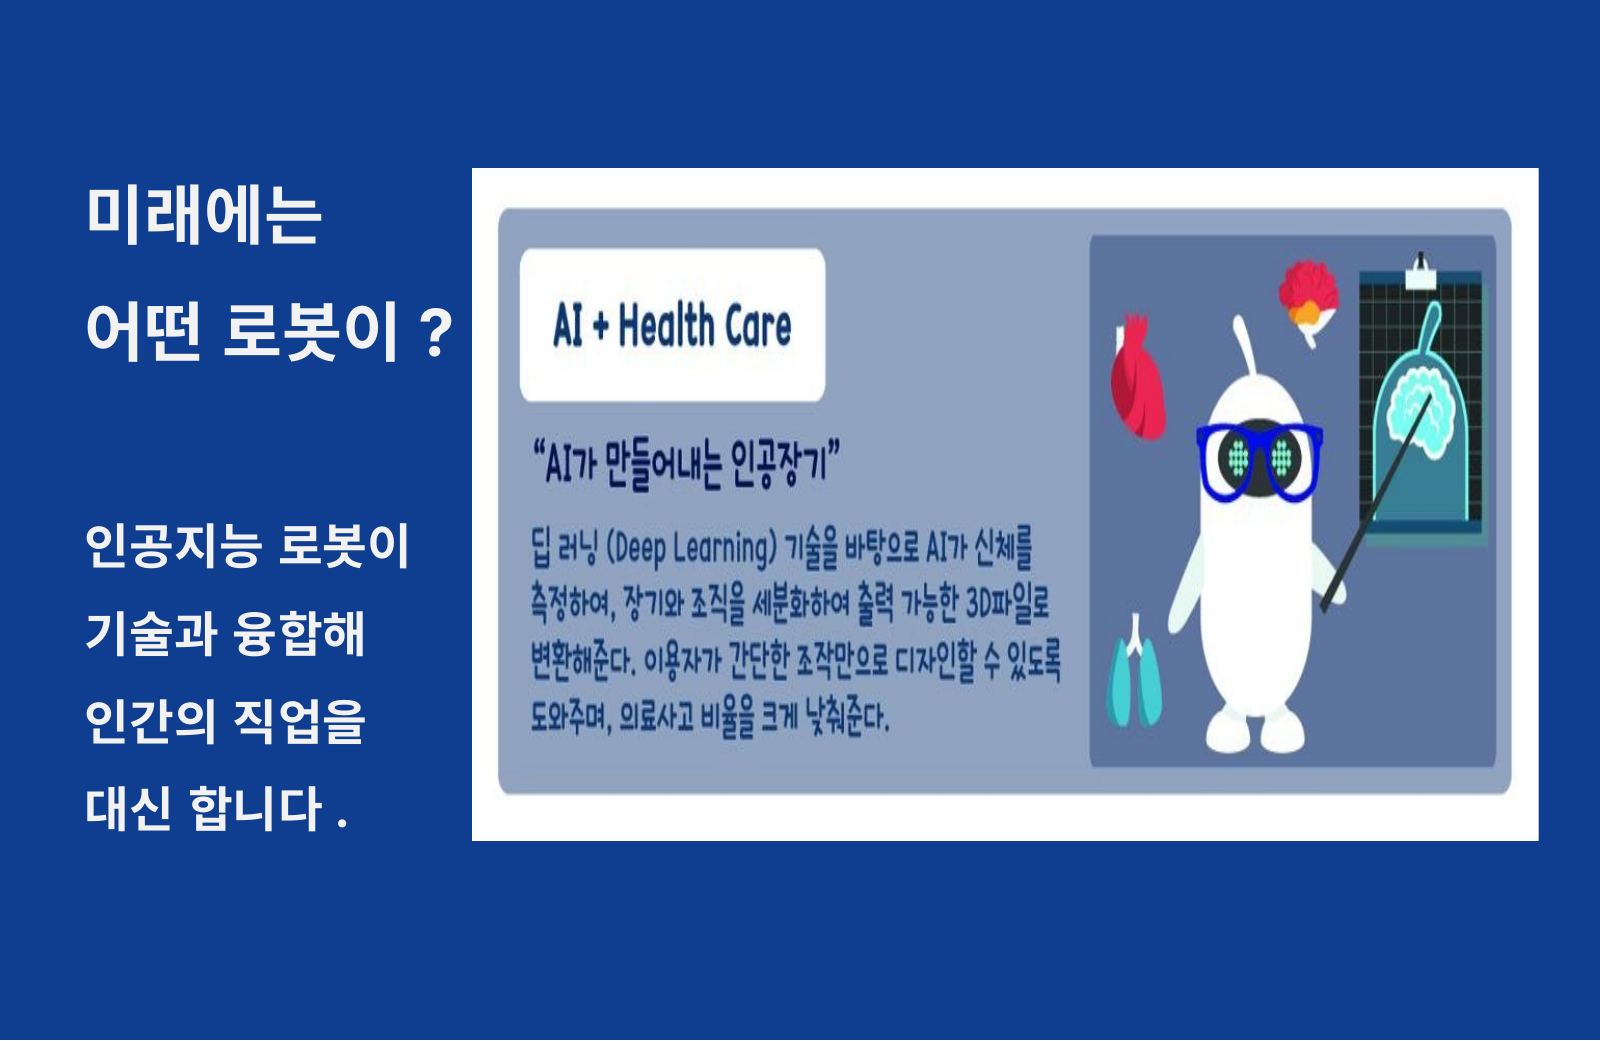 미래에는
어떤 로봇이 ?
인공지능 로봇이
기술과 융합해
인간의 직업을
대신 합니다 .
AI + Health Care
“AI가 만들어내는 인공장기”
딥 러닝 (Deep Learning) 기술을 바탕으로 AI가 신체를
측정하여, 장기와 조직을 세분화하여 출력 가능한 3D파일로
변환해준다. 이용자가 간단한 조작만으로 디자인할 수 있도록
도와주며, 의료사고 비율을 크게 낮춰준다.